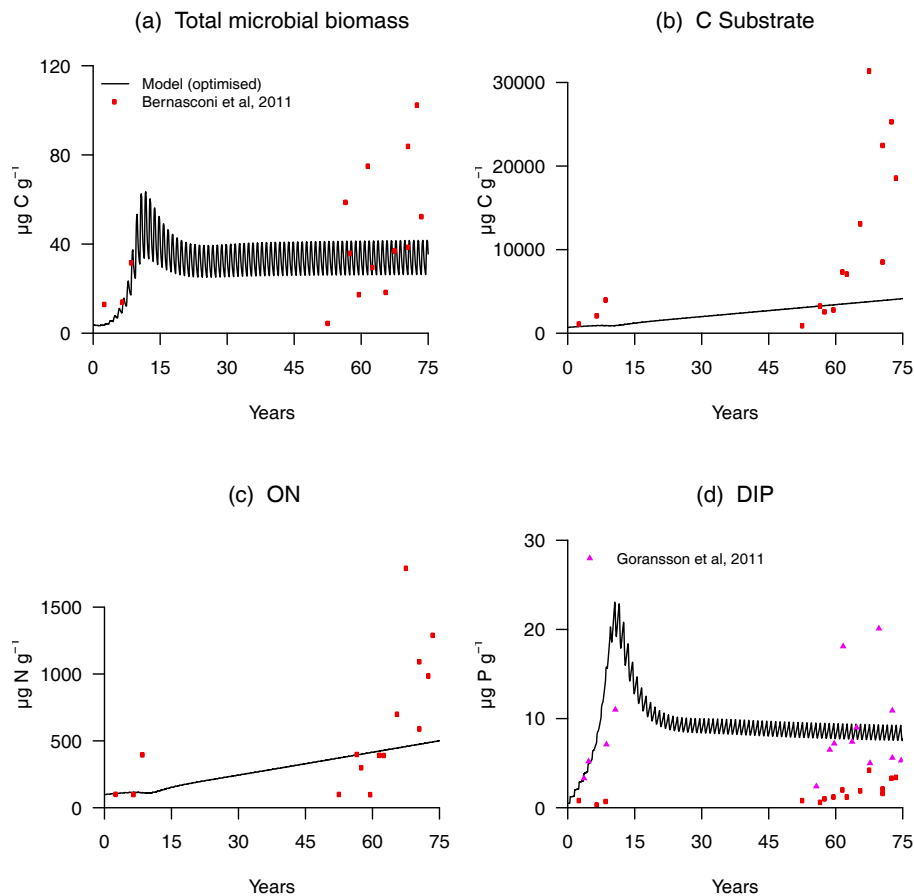 (a) Total microbial biomass
120
80
40
0
µg C g⁻¹
Model (optimised)
Bernasconi et al, 2011
0 15 30 45 60 75
Years
(b) C Substrate
30000
20000
10000
0
µg C g⁻¹
0 15 30 45 60 75
Years
(c) ON
1500
1000
500
0
µg N g⁻¹
0 15 30 45 60 75
Years
(d) DIP
30
20
10
0
µg P g⁻¹
Goransson et al, 2011
0 15 30 45 60 75
Years